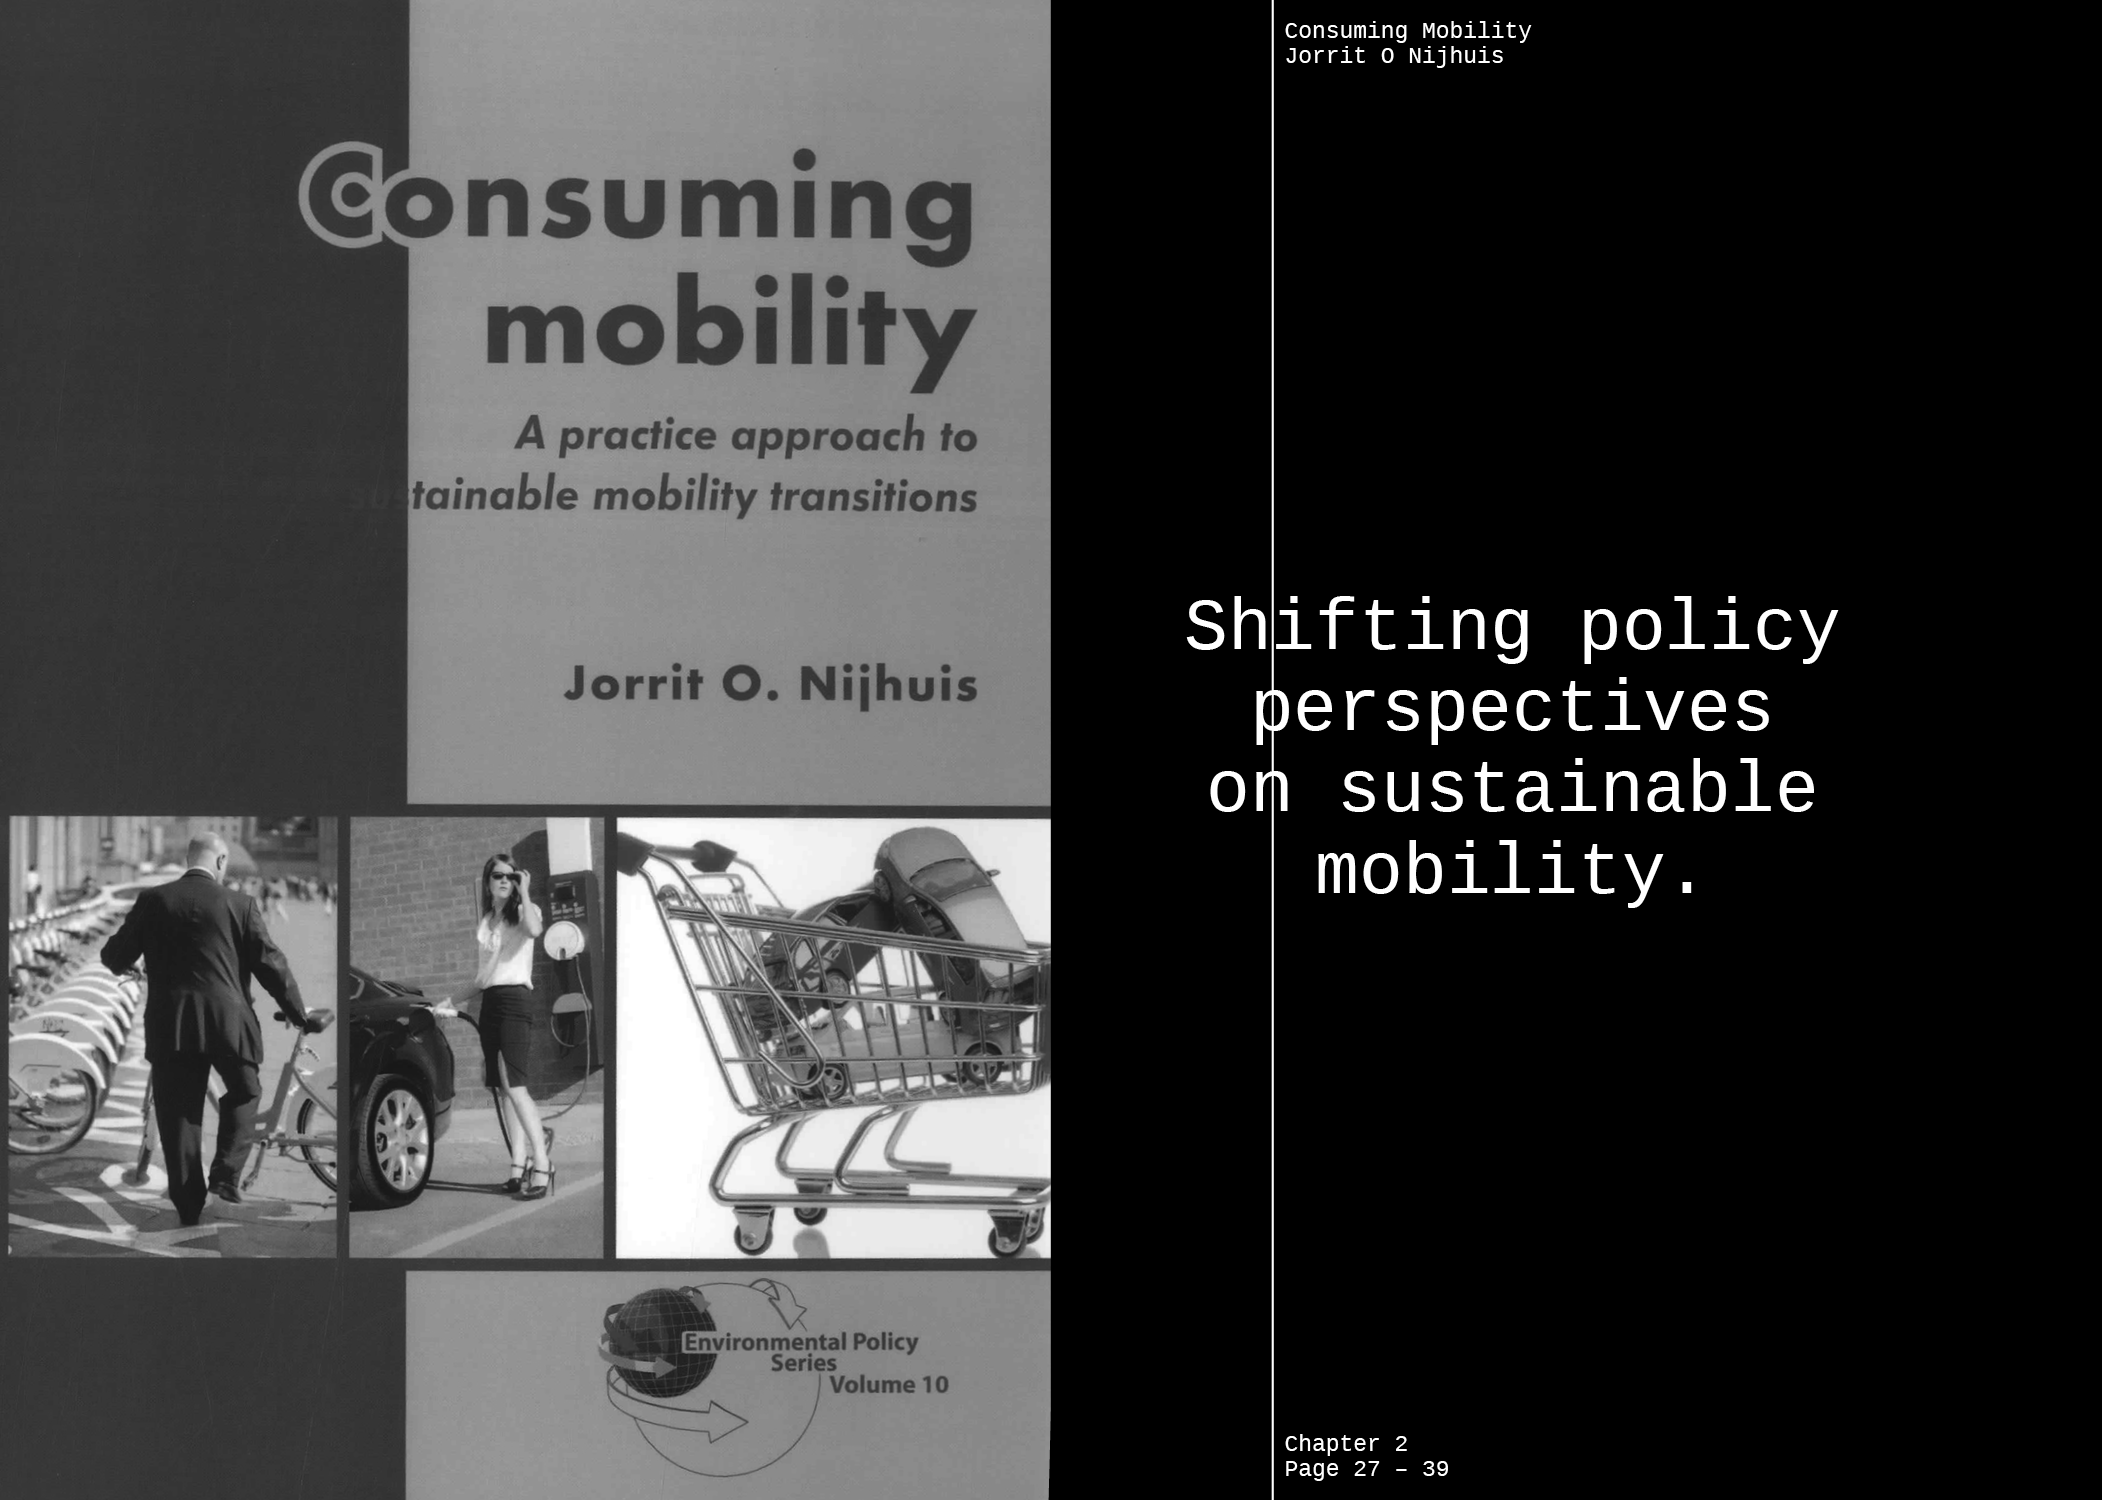 Consuming
mobility
A practice approach to
sustainable mobility transitions
Jorrit O. Nijhuis
Environmental Policy
Series
Volume 10
Consuming Mobility
Jorrit O Nijhuis
Shifting policy
perspectives
on sustainable
mobility.
Chapter 2
Page 27 – 39